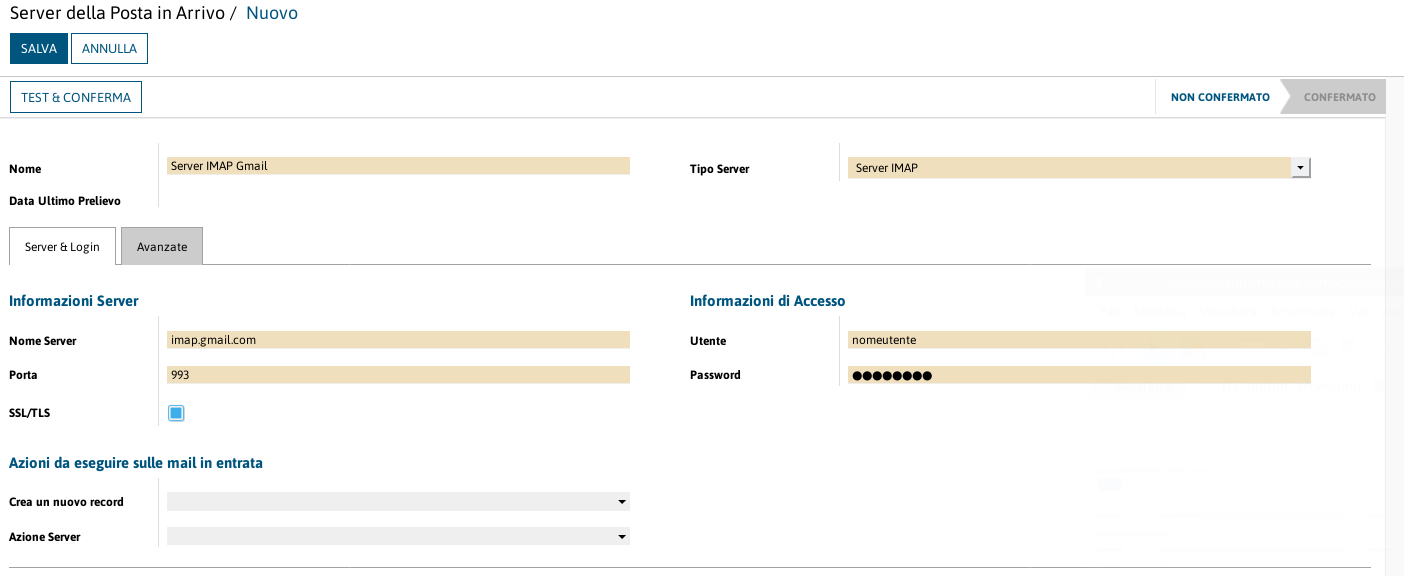 Server della Posta in Arrivo / Nuovo
SALVA ANNULLA
TEST & CONFERMA NON CONFERMATO CONFERMATO
Nome Server IMAP Gmail Tipo Server Server IMAP
Data Ultimo Prelievo
Server & Login Avanzate
Informazioni Server Informazioni di Accesso
Nome Server imap.gmail.com Utente nomeutente
Porta 993 Password ●●●●●●●●
SSL/TLS
Azioni da eseguire sulle mail in entrata
Crea un nuovo record
Azione Server